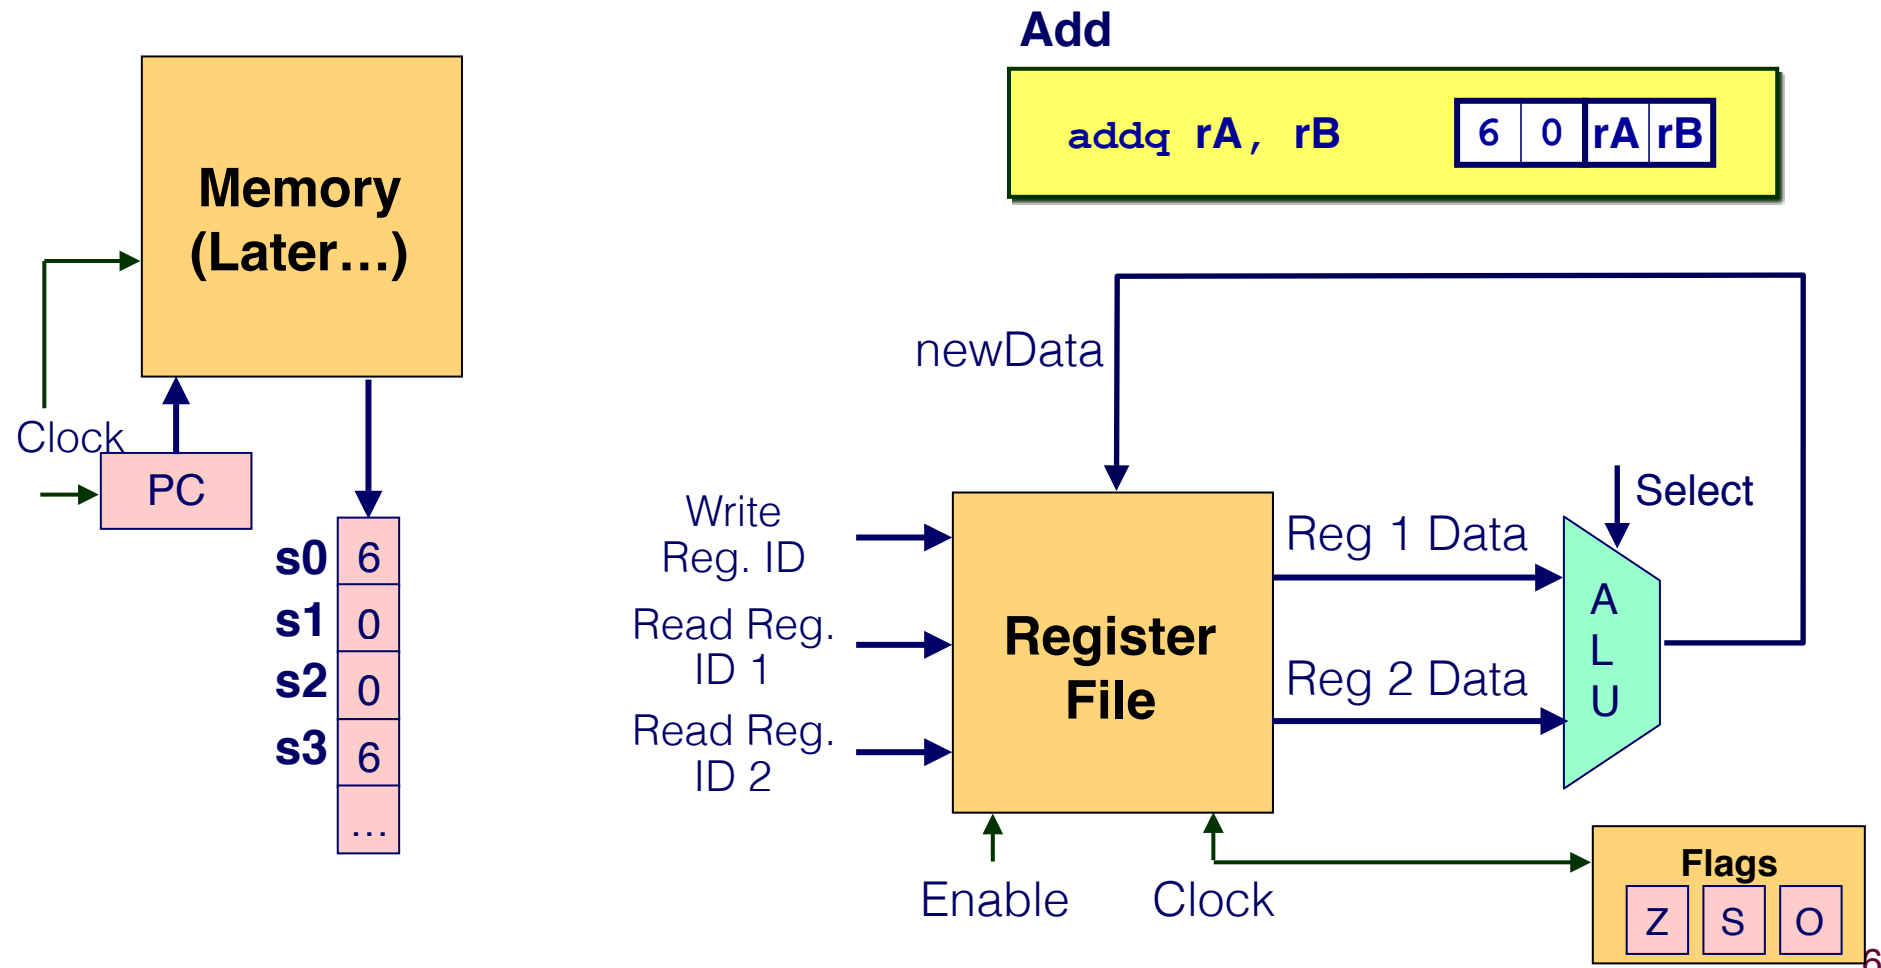 Add
addq rA, rB
6 0 rA rB
Memory
(Later…)
Clock
PC
s0 6
s1 0
s2 0
s3 6
…
newData
Write
Reg. ID
Read Reg.
ID 1
Read Reg.
ID 2
Register
File
Reg 1 Data
Reg 2 Data
Select
A
L
U
Enable
Clock
Flags
Z S O
6